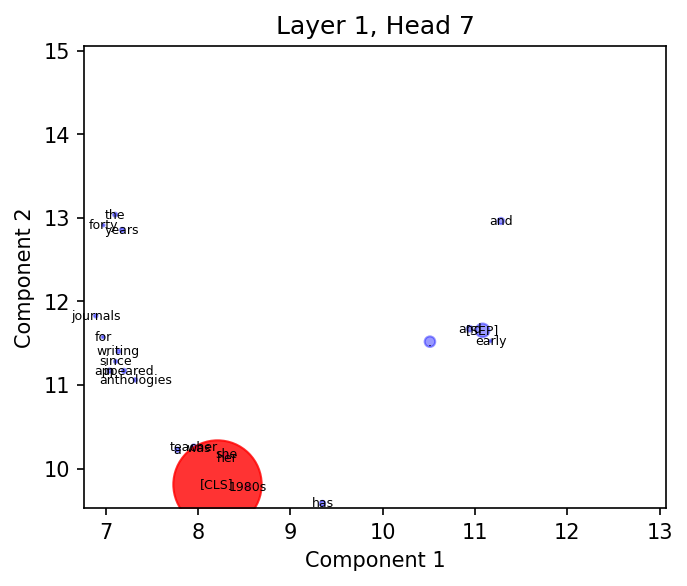 Layer 1, Head 7
Component 2
15
14
13
12
11
10
the
forty
years
and
journals
for
writing
since
appeared
anthologies
and
[SEP]
early
teacher
was
she
her
[CLS]
1980s
has
7
8
9
10
11
12
13
Component 1